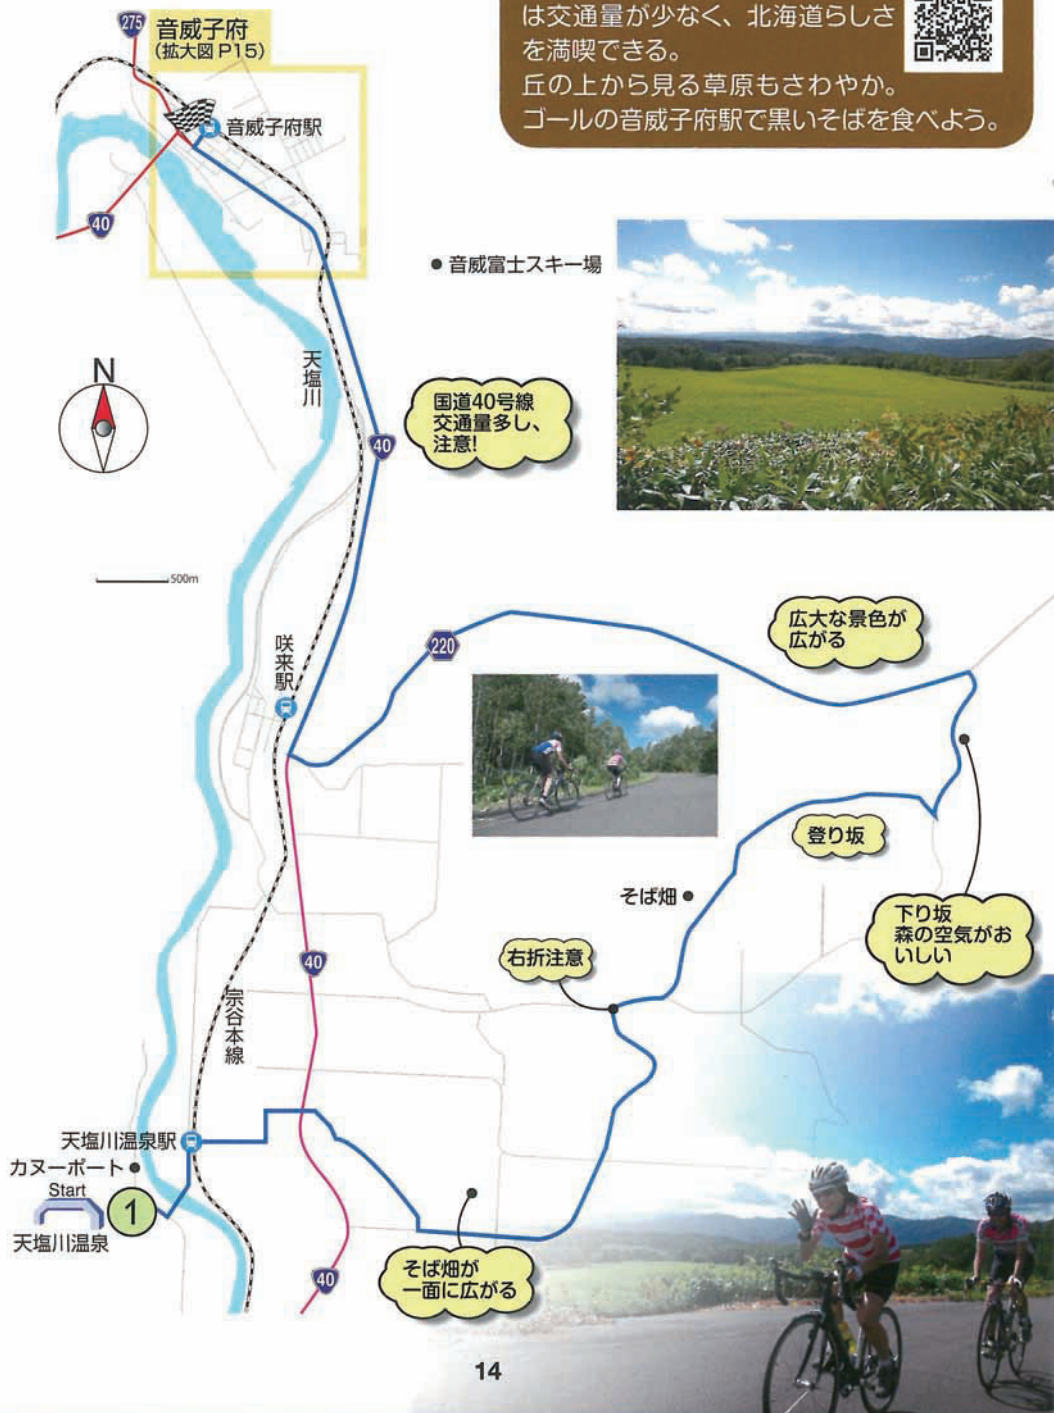 は交通量が少なく、北海道らしさ
を満喫できる。
丘の上から見る草原もさわやか。
ゴールの音威子府駅で黒いそばを食べよう。
275
音威子府
(拡大図 P15)
音威子府駅
40
音威富士スキー場
N
天塩川
国道40号線
交通量多し、
注意!
40
500m
咲来駅
220
広大な景色が
広がる
登り坂
そば畑
下り坂
森の空気がお
いしい
右折注意
40
宗谷本線
天塩川温泉駅
カヌーポート
Start
1
天塩川温泉
40
そば畑が
一面に広がる
14